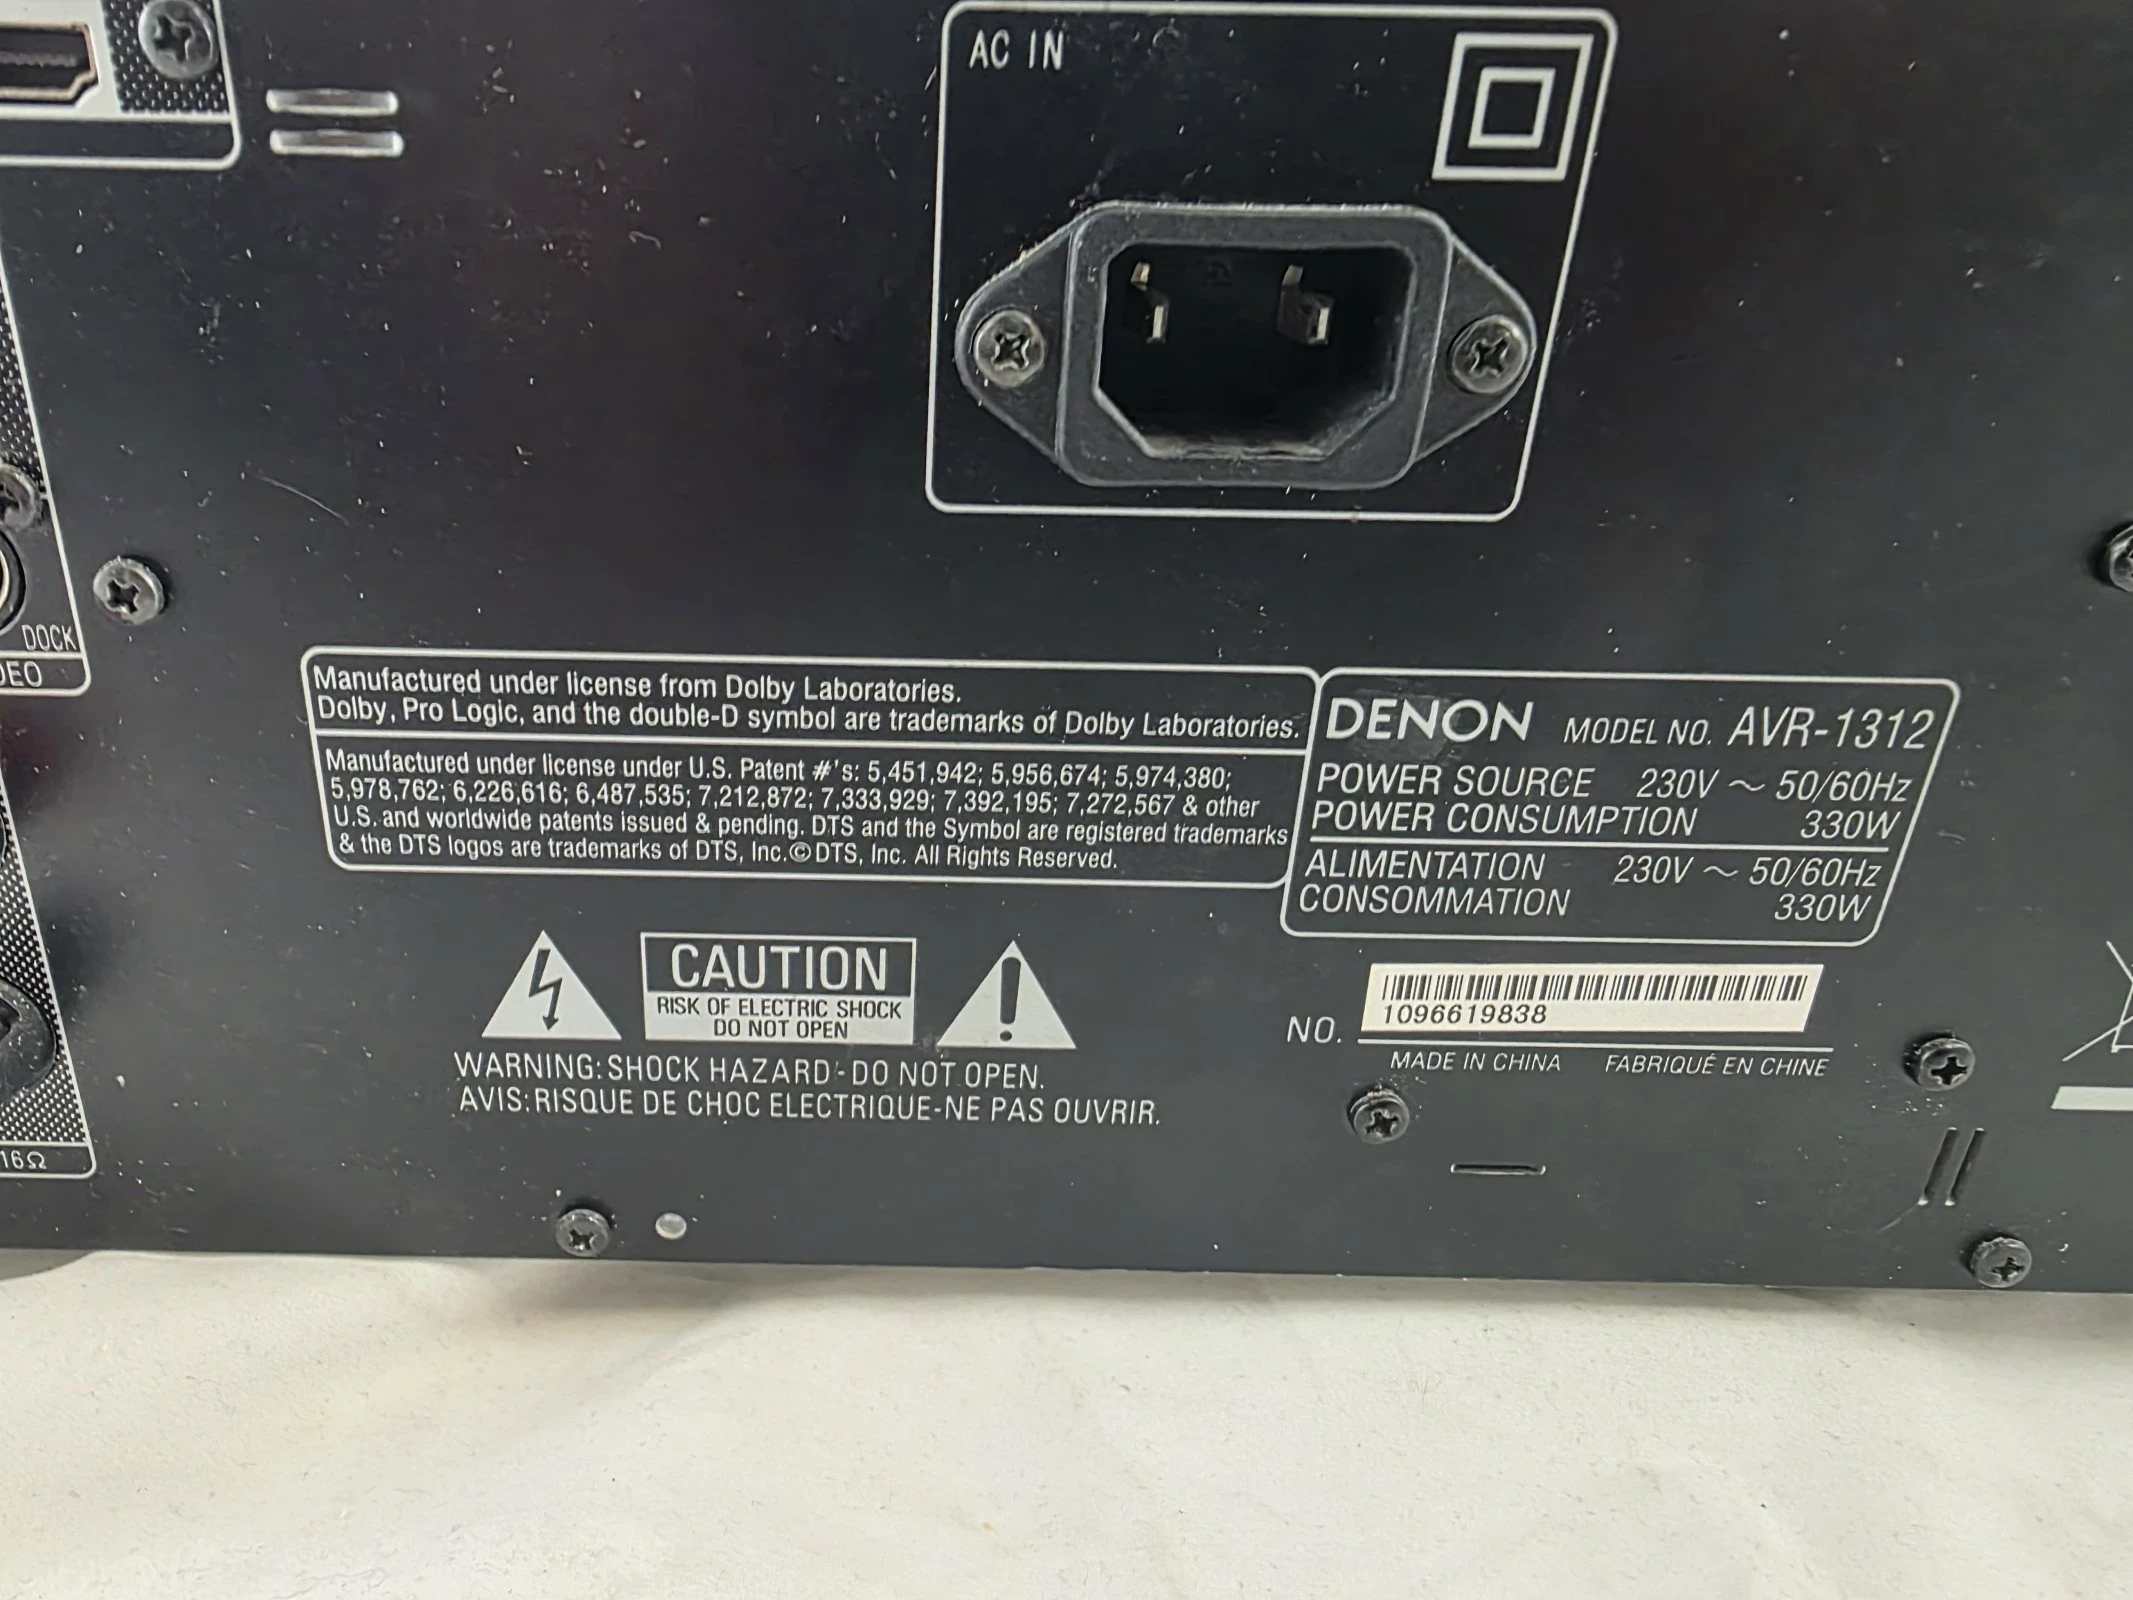 AC IN
DOCK
DEO
Manufactured under license from Dolby Laboratories.
Dolby, Pro Logic, and the double-D symbol are trademarks of Dolby Laboratories.
Manufactured under license under U.S. Patent #'s: 5,451,942; 5,956,674; 5,974,380;
5,978,762; 6,226,616; 6,487,535; 7,212,872; 7,333,929; 7,392,195; 7,272,567 & other
U.S. and worldwide patents issued & pending. DTS and the Symbol are registered trademarks
& the DTS logos are trademarks of DTS, Inc.© DTS, Inc. All Rights Reserved.
DENON MODEL NO. AVR-1312
POWER SOURCE 230V ~ 50/60Hz
POWER CONSUMPTION 330W
ALIMENTATION 230V ~ 50/60Hz
CONSOMMATION 330W
CAUTION
RISK OF ELECTRIC SHOCK
DO NOT OPEN
WARNING: SHOCK HAZARD - DO NOT OPEN.
AVIS: RISQUE DE CHOC ELECTRIQUE-NE PAS OUVRIR.
NO. 1096619838
MADE IN CHINA FABRIQUÉ EN CHINE
16Ω